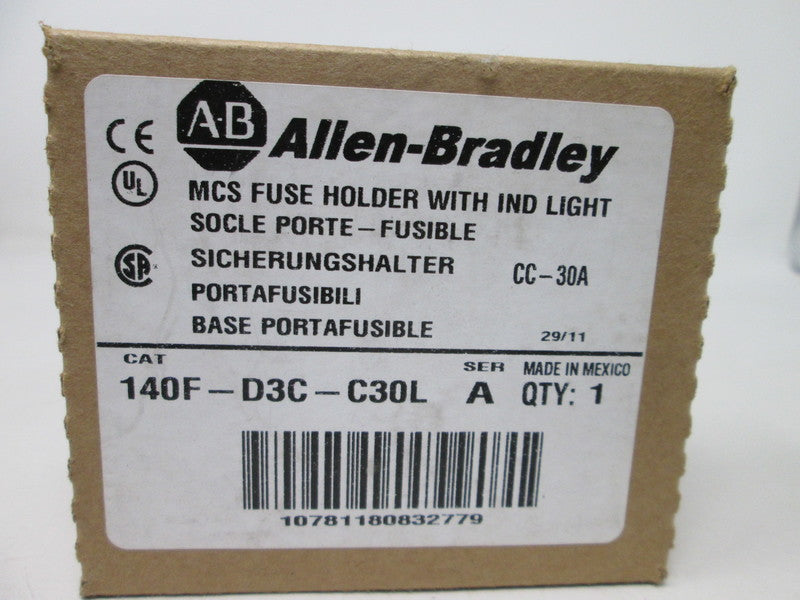 CE
A-B Allen-Bradley
UL
MCS FUSE HOLDER WITH IND LIGHT
SOCLE PORTE-FUSIBLE
SA
SICHERUNGSHALTER
CC-30A
PORTAFUSIBILI
BASE PORTAFUSIBLE
29/11
CAT
SER
MADE IN MEXICO
140F-D3C-C30L
A
QTY: 1
10781180832779